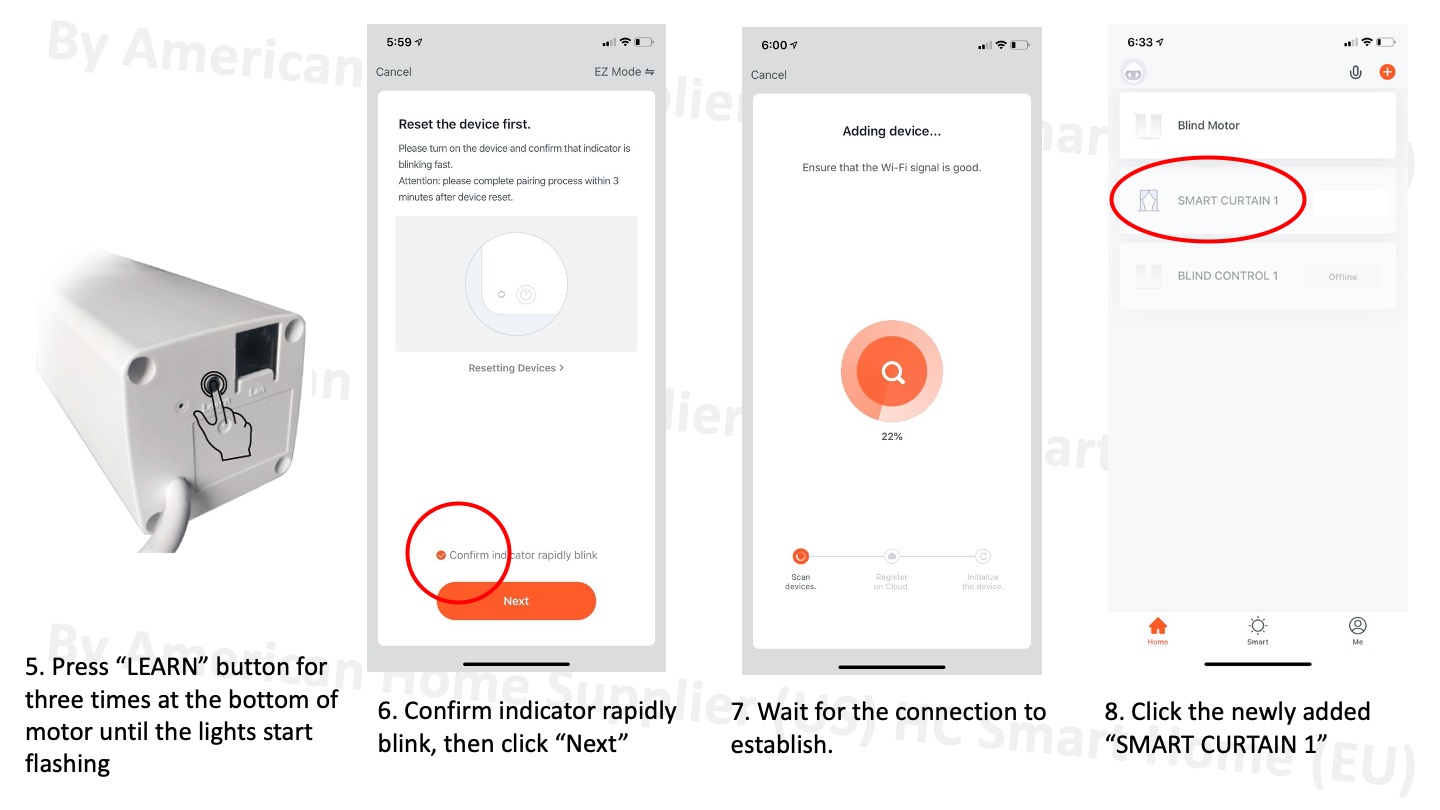 By American Home Supplier (US) HC Smart Home (EU)
5:59
Cancel
EZ Mode
Reset the device first.
Please turn on the device and confirm that indicator is
blinking fast.
Attention: please complete pairing process within 3
minutes after device reset.
Resetting Devices >
Confirm indicator rapidly blink
Next
6:00
Cancel
Adding device...
Ensure that the Wi-Fi signal is good.
22%
Scan
devices.
Register
on Cloud.
Initialize
the device.
6:33
Blind Motor
SMART CURTAIN 1
BLIND CONTROL 1
Offline
Home
Smart
Me
Lan
5. Press “LEARN” button for
three times at the bottom of
motor until the lights start
flashing
6. Confirm indicator rapidly
blink, then click “Next”
7. Wait for the connection to
establish.
8. Click the newly added
“SMART CURTAIN 1”